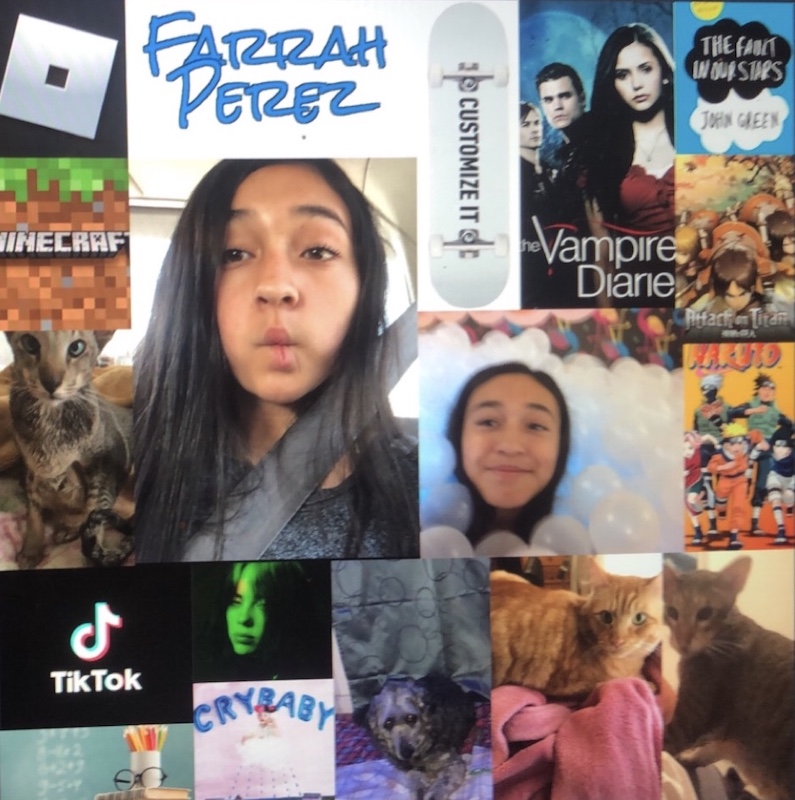 FARRAH
PEREZ
CUSTOMIZE IT
the Vampire
Diarie
THE FAULT
IN OUR STARS
JOHN GREEN
MINECRAF
Attack on Titan
NARUTO
TikTok
CRYBABY